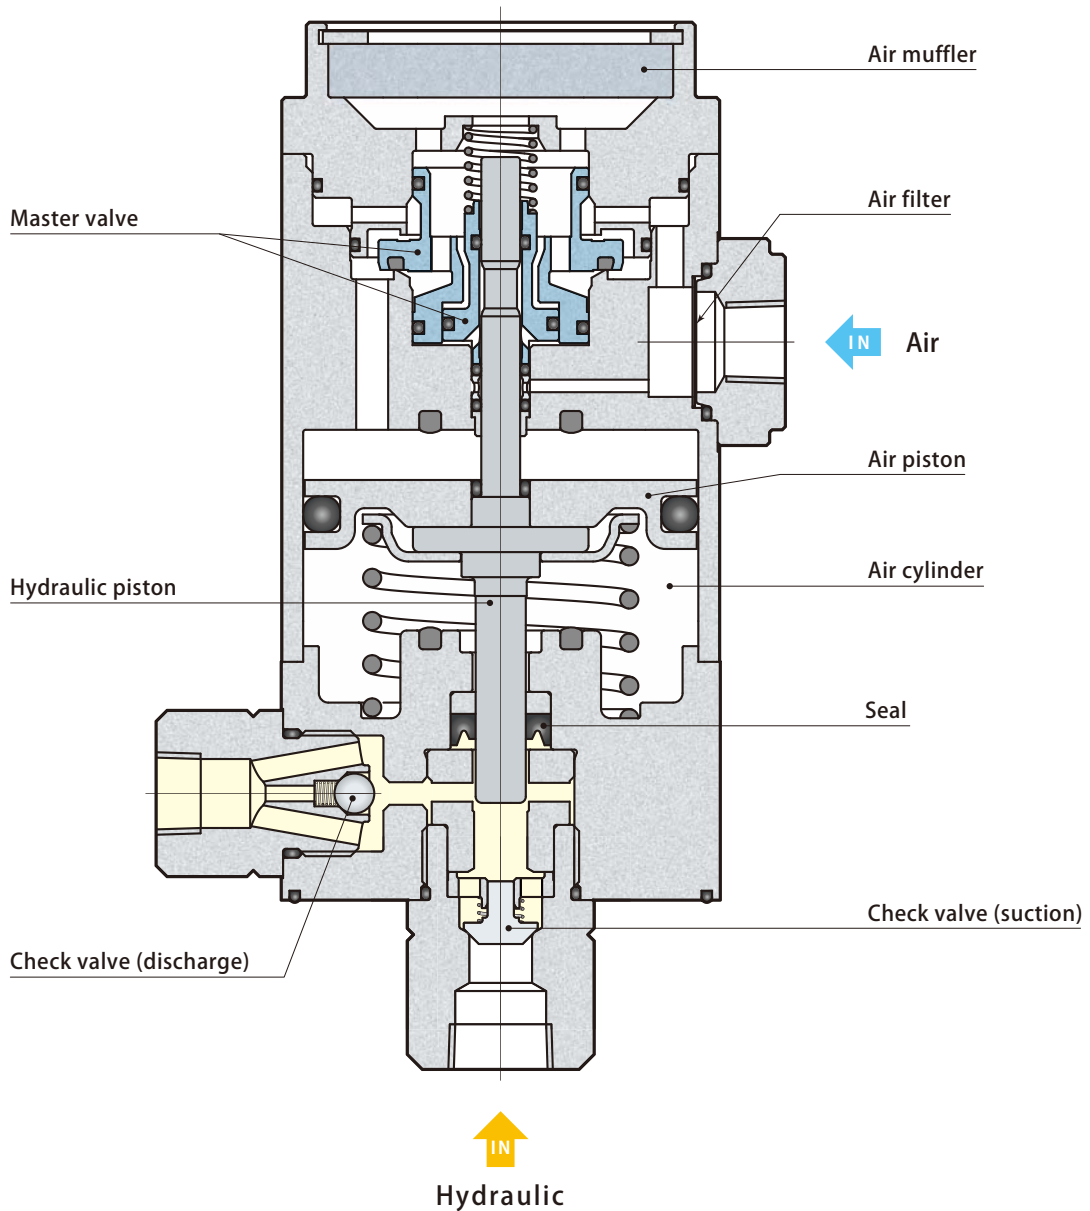 Air muffler
Air filter
Master valve
IN
Air
Air piston
Air cylinder
Hydraulic piston
Seal
Check valve (suction)
Check valve (discharge)
IN
Hydraulic